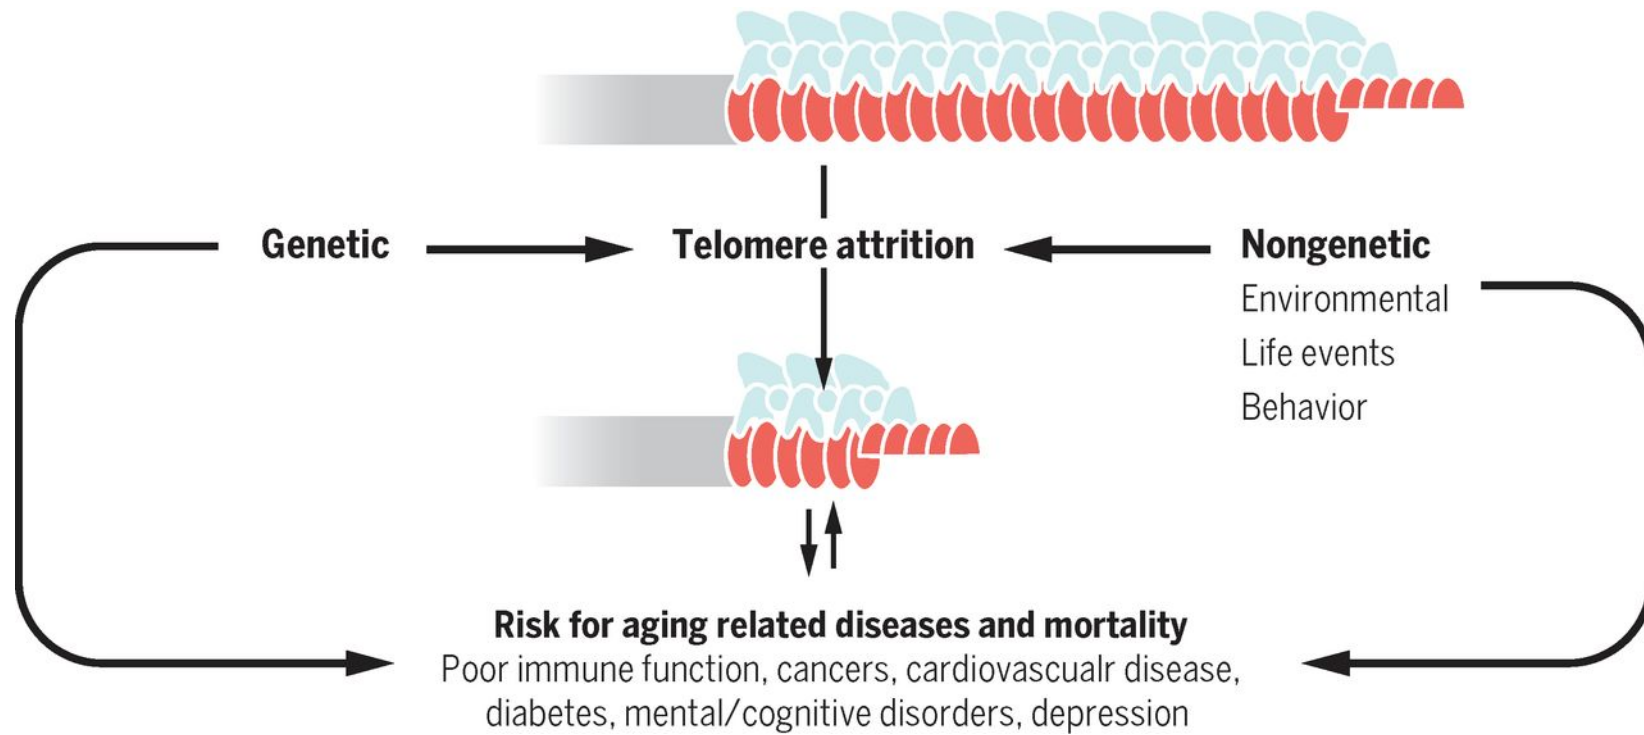 Genetic
Telomere attrition
Nongenetic
Environmental
Life events
Behavior
Risk for aging related diseases and mortality
Poor immune function, cancers, cardiovascualr disease,
diabetes, mental/cognitive disorders, depression